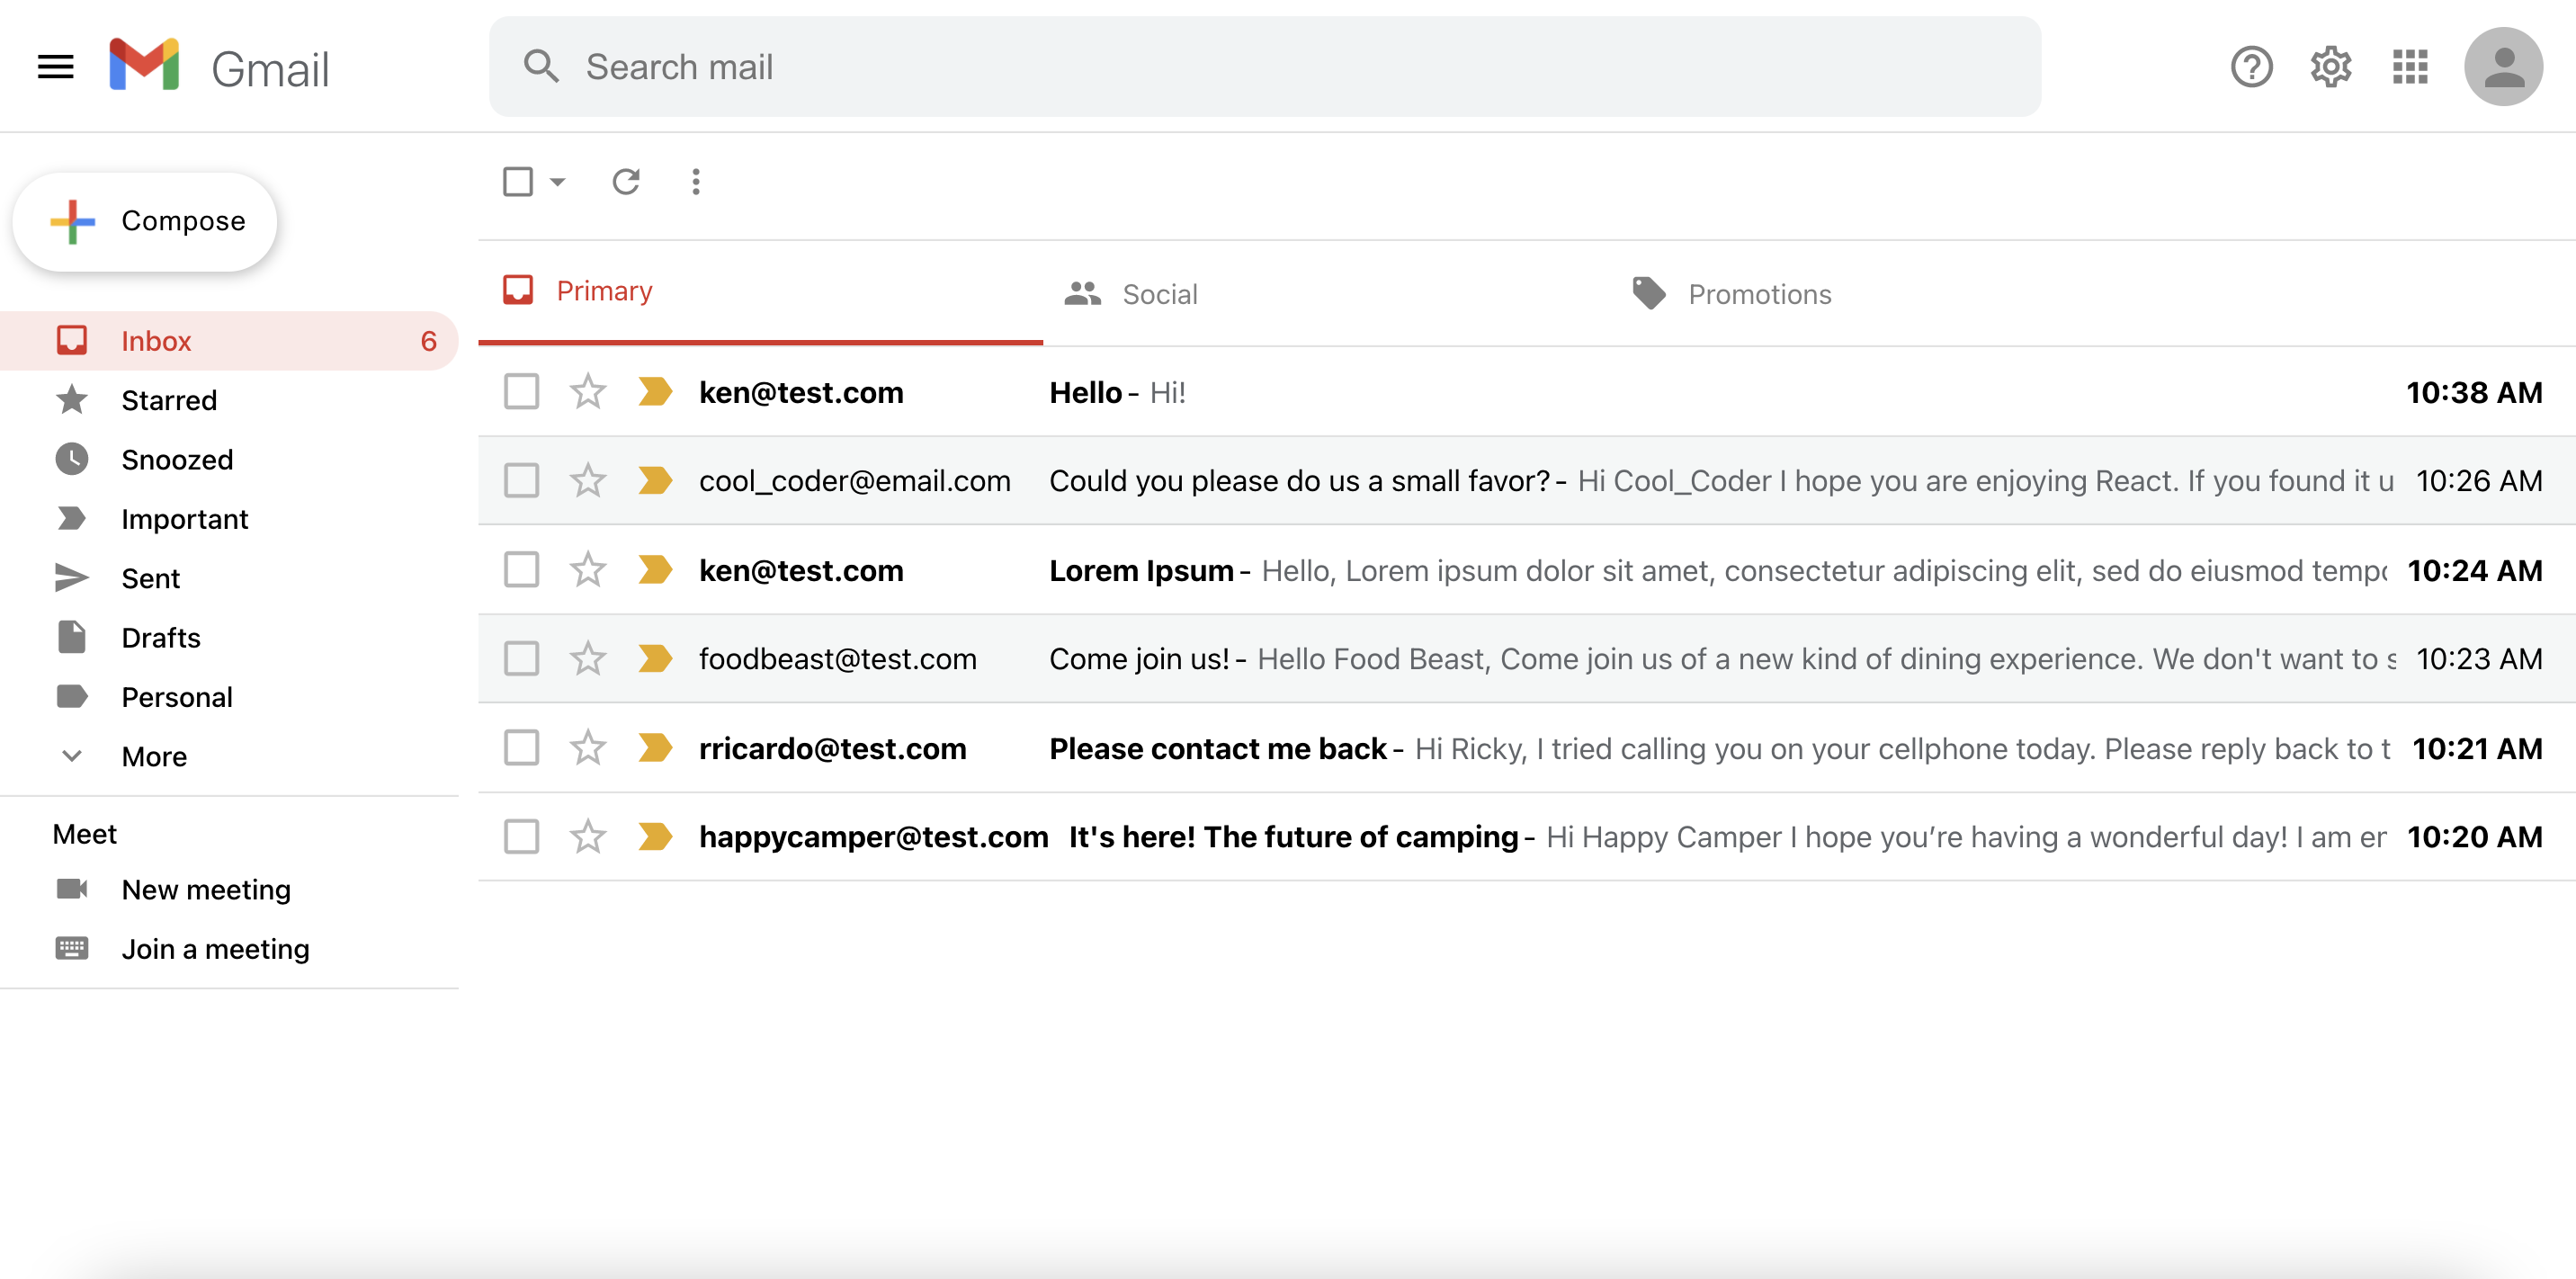 Gmail
Search mail
Compose
Inbox 6
Starred
Snoozed
Important
Sent
Drafts
Personal
More
Meet
New meeting
Join a meeting
Primary Social Promotions
ken@test.com Hello - Hi! 10:38 AM
cool_coder@email.com Could you please do us a small favor? - Hi Cool_Coder I hope you are enjoying React. If you found it u 10:26 AM
ken@test.com Lorem Ipsum - Hello, Lorem ipsum dolor sit amet, consectetur adipiscing elit, sed do eiusmod temp 10:24 AM
foodbeast@test.com Come join us! - Hello Food Beast, Come join us of a new kind of dining experience. We don't want to s 10:23 AM
rricardo@test.com Please contact me back - Hi Ricky, I tried calling you on your cellphone today. Please reply back to t 10:21 AM
happycamper@test.com It's here! The future of camping - Hi Happy Camper I hope you’re having a wonderful day! I am er 10:20 AM